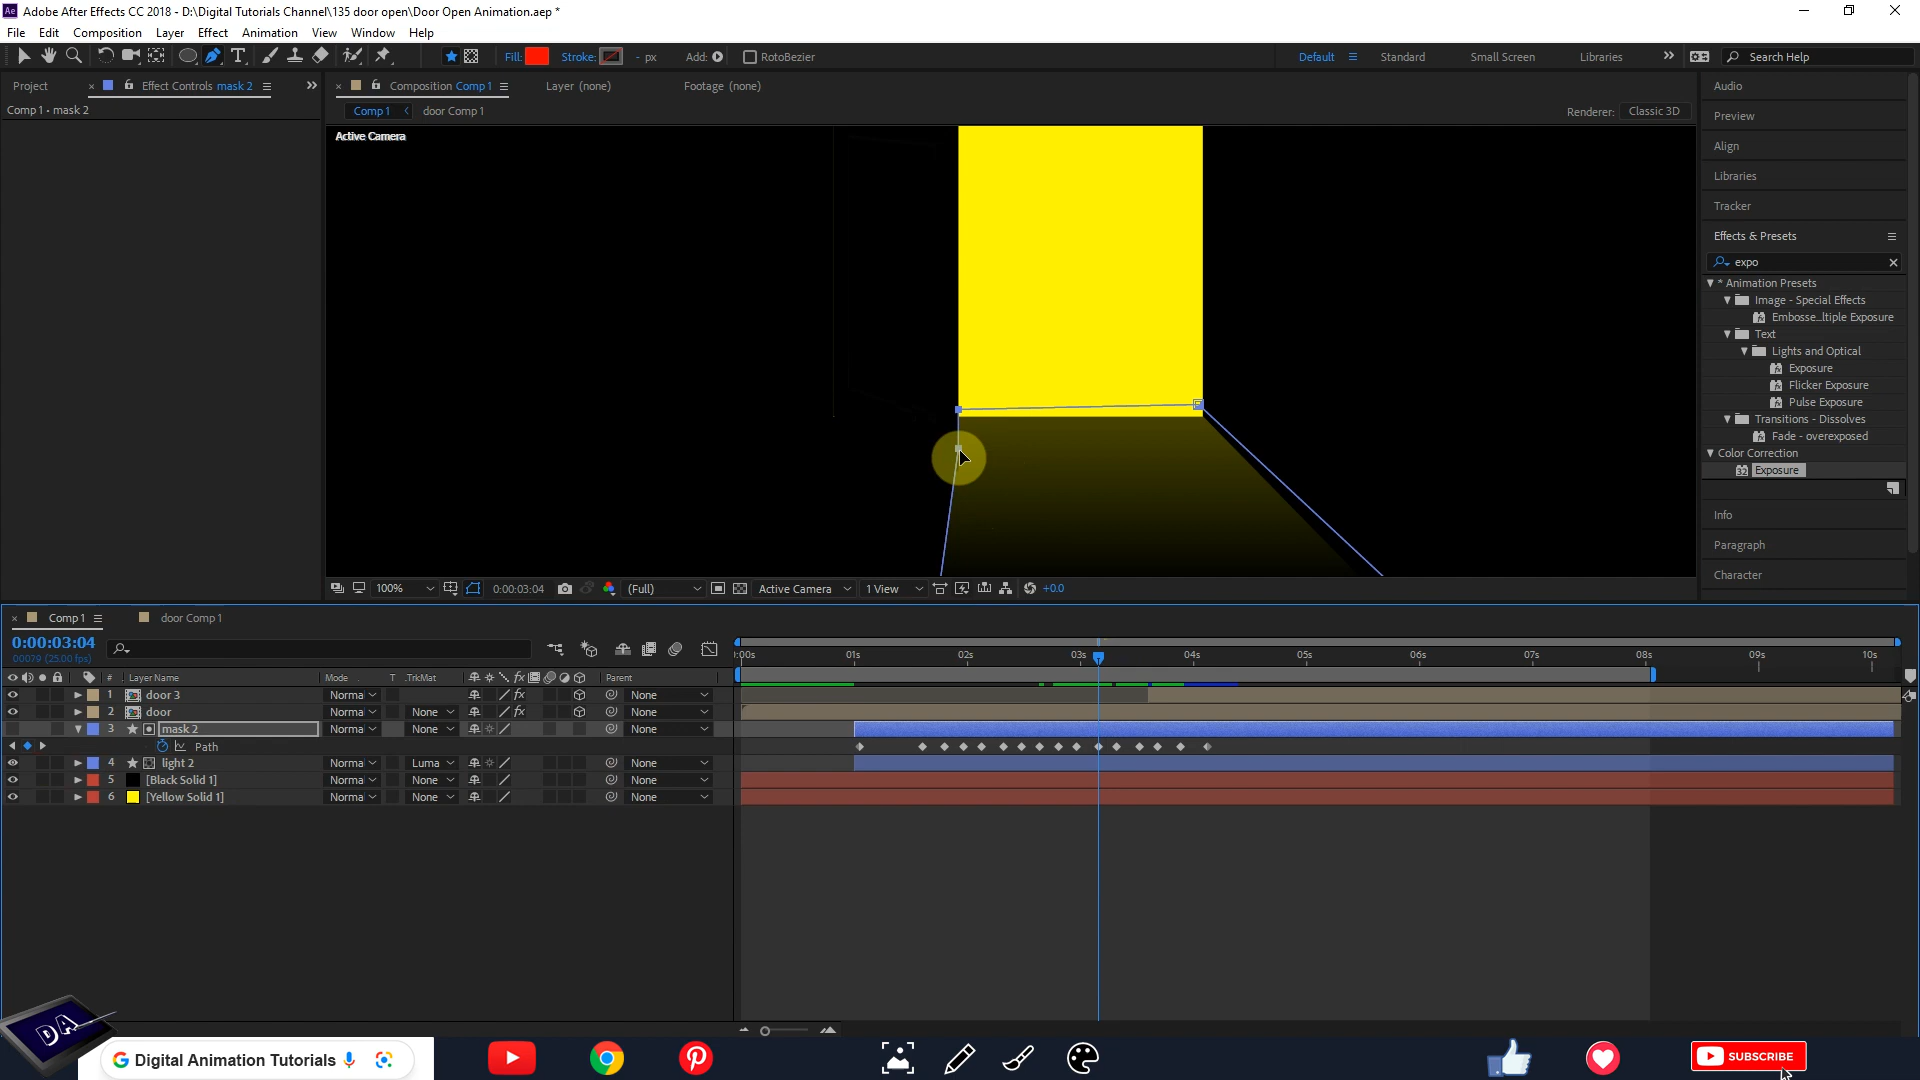 Ae Adobe After Effects CC 2018 - D:\Digital Tutorials Channel\135 door open\Door Open Animation.aep *
File Edit Composition Layer Effect Animation View Window Help
Fill: Stroke: - px Add: RotoBezier Default Standard Small Screen Libraries Search Help
Project Effect Controls mask 2 Composition Comp 1 Layer (none) Footage (none) Audio
Comp 1 • mask 2 Comp 1 door Comp 1 Renderer: Classic 3D
Preview
Active Camera
Align
Libraries
Tracker
Effects & Presets
expo
* Animation Presets
Image - Special Effects
Embosse...ltiple Exposure
Text
Lights and Optical
Exposure
Flicker Exposure
Pulse Exposure
Transitions - Dissolves
Fade - overexposed
Color Correction
32 Exposure
Info
Paragraph
Character
100% 0:00:03:04 (Full) Active Camera 1 View +0.0
Comp 1 door Comp 1
0:00:03:04
00079 (25.00 fps)
:00s 01s 02s 03s 04s 05s 06s 07s 08s 09s 10s
# Layer Name Mode T .TrkMat fx Parent
1 door 3 Norma fx None
2 door Norma None fx None
3 mask 2 Norma None None
Path
4 light 2 Norma Luma None
5 [Black Solid 1] Norma None None
6 [Yellow Solid 1] Norma None None
DA
G Digital Animation Tutorials
SUBSCRIBE